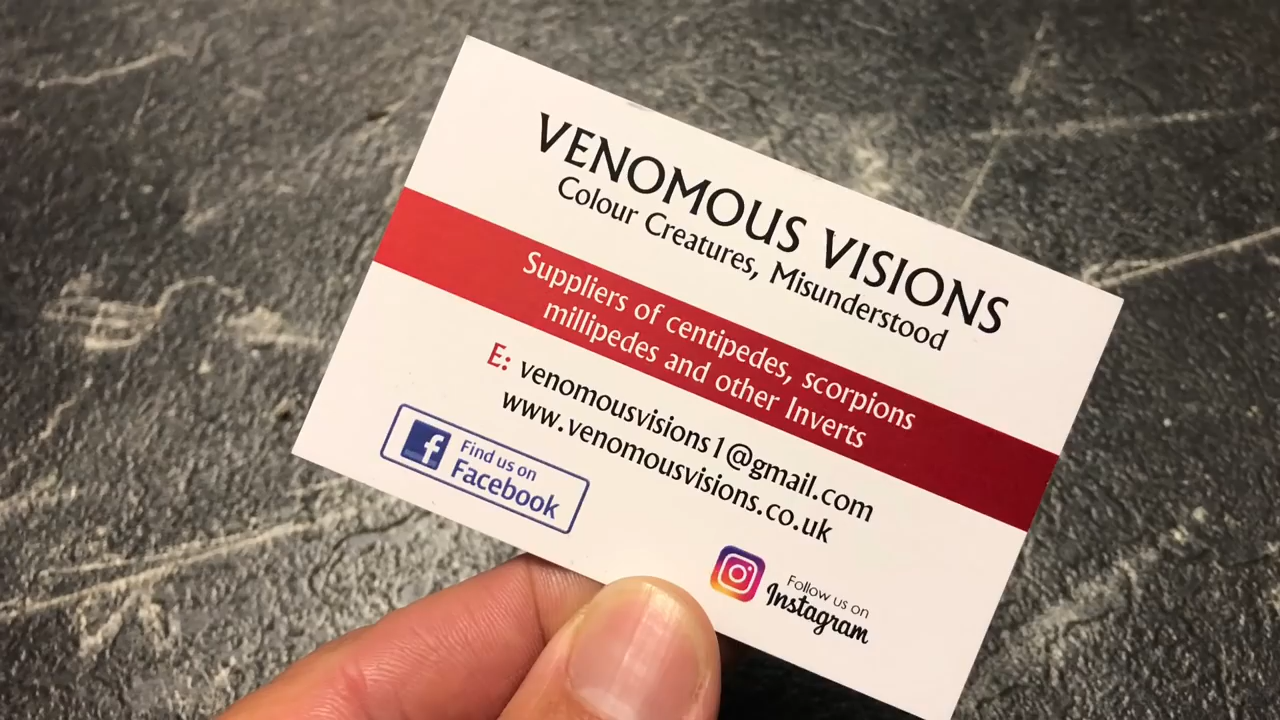 VENOMOUS VISIONS
Colour Creatures, Misunderstood
Suppliers of centipedes, scorpions
millipedes and other Inverts
E: venomousvisions1@gmail.com
www.venomousvisions.co.uk
f Find us on
Facebook
Follow us on
Instagram